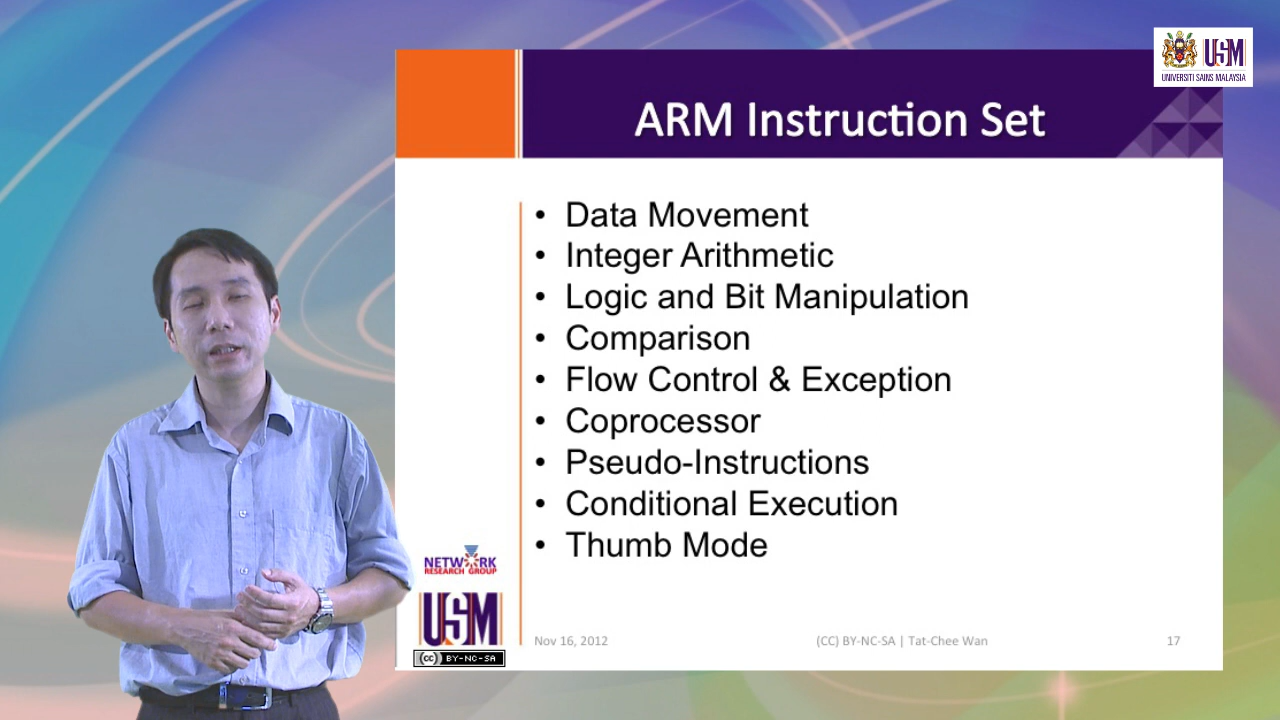 USM
UNIVERSITI SAINS MALAYSIA
ARM Instruction Set
• Data Movement
• Integer Arithmetic
• Logic and Bit Manipulation
• Comparison
• Flow Control & Exception
• Coprocessor
• Pseudo-Instructions
• Conditional Execution
• Thumb Mode
NETWORK
RESEARCH GROUP
USM
(cc) BY-NC-SA
Nov 16, 2012
(CC) BY-NC-SA | Tat-Chee Wan
17